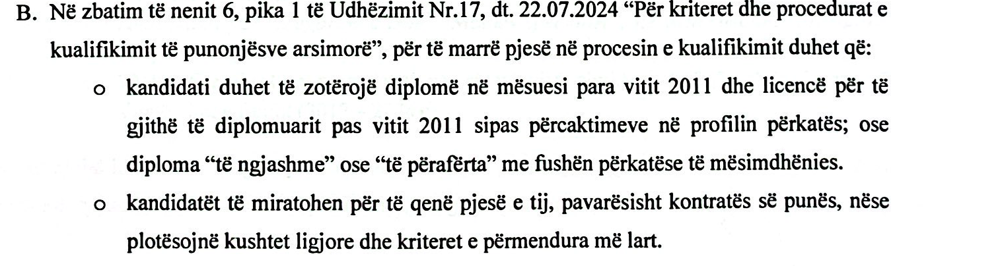 B. Në zbatim të nenit 6, pika 1 të Udhëzimit Nr.17, dt. 22.07.2024 “Për kriteret dhe procedurat e
kualifikimit të punonjësve arsimorë”, për të marrë pjesë në procesin e kualifikimit duhet që:
o kandidati duhet të zotërojë diplomë në mësuesi para vitit 2011 dhe licencë për të
gjithë të diplomuarit pas vitit 2011 sipas përcaktimeve në profilin përkatës; ose
diploma “të ngjashme” ose “të përafërta” me fushën përkatëse të mësimdhënies.
o kandidatët të miratohen për të qenë pjesë e tij, pavarësisht kontratës së punës, nëse
plotësojnë kushtet ligjore dhe kriteret e përmendura më lart.